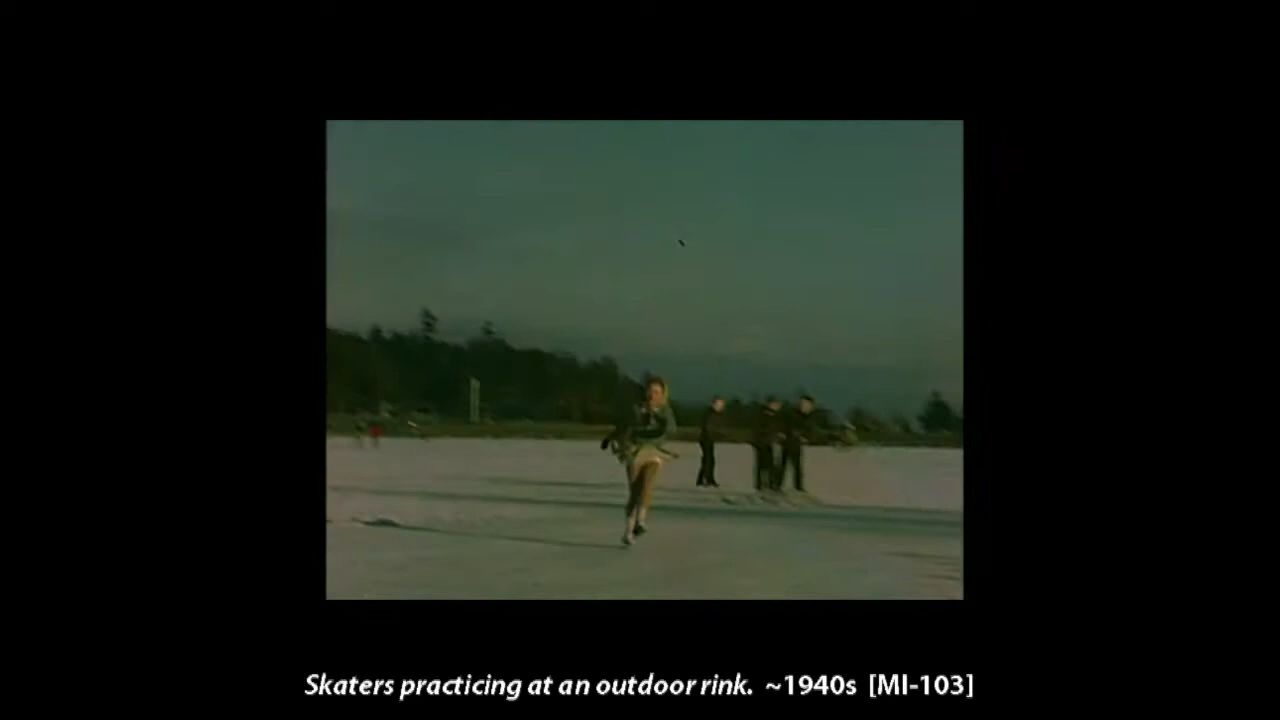 Skaters practicing at an outdoor rink. ~1940s [MI-103]